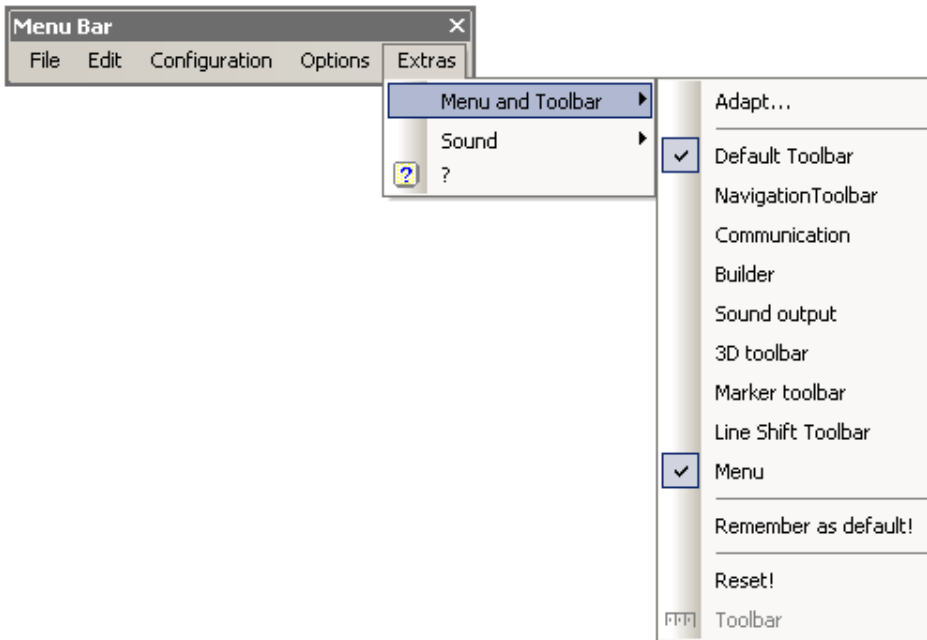 Menu Bar
File Edit Configuration Options Extras
Menu and Toolbar
Sound
?
Adapt...
Default Toolbar
NavigationToolbar
Communication
Builder
Sound output
3D toolbar
Marker toolbar
Line Shift Toolbar
Menu
Remember as default!
Reset!
Toolbar